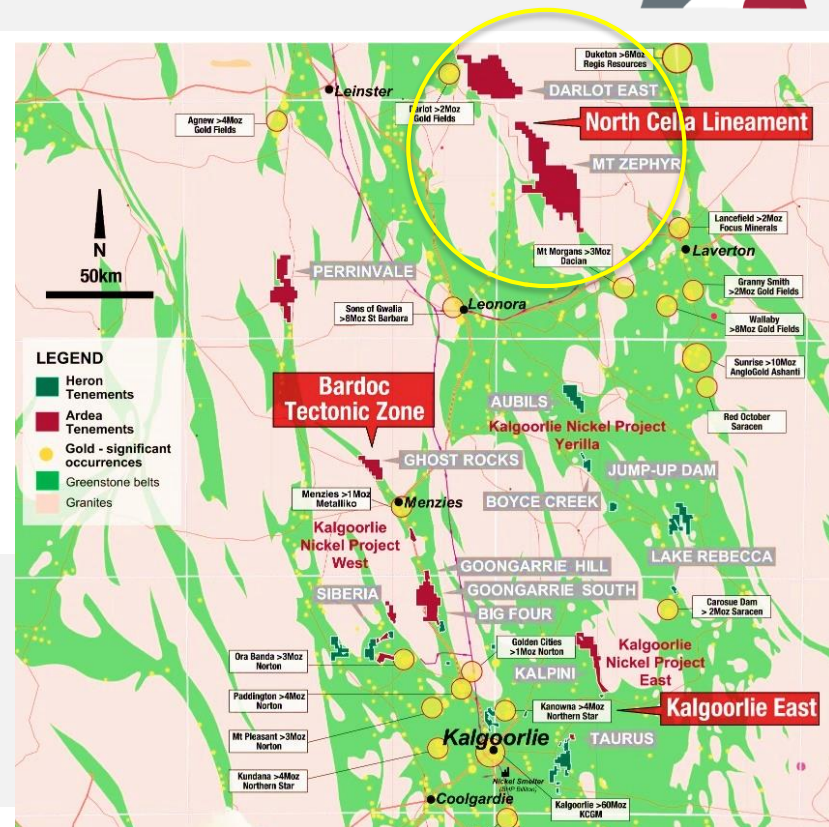 Duketon >6Moz
Regis Resources
Leinster
DARLOT EAST
Darlot >2Moz
Gold Fields
Agnew >4Moz
Gold Fields
North Celia Lineament
MT ZEPHYR
N
50km
Lancefield >2Moz
Focus Minerals
Laverton
Mt Morgans >3Moz
Dacian
PERRINVALE
Granny Smith
>2Moz Gold Fields
Sons of Gwalia
>8Moz St Barbara
Leonora
Wallaby
>8Moz Gold Fields
LEGEND
Heron
Tenements
Ardea
Tenements
Gold - significant
occurrences
Greenstone belts
Granites
Sunrise >10Moz
AngloGold Ashanti
Bardoc
Tectonic Zone
AUBILS
Red October
Saracen
Kalgoorlie Nickel Project
Yerilla
GHOST ROCKS
JUMP-UP DAM
Menzies >1Moz
Metalliko
Menzies
BOYCE CREEK
Kalgoorlie
Nickel Project
West
LAKE REBECCA
GOONGARRIE HILL
GOONGARRIE SOUTH
SIBERIA
BIG FOUR
Carosue Dam
> 2Moz Saracen
Golden Cities
>1Moz Norton
Kalgoorlie
Nickel Project
East
Ora Banda >3Moz
Norton
KALPINI
Paddington >4Moz
Norton
Kanowna >4Moz
Northern Star
Kalgoorlie East
Mt Pleasant >3Moz
Norton
Kalgoorlie
TAURUS
Kundana >4Moz
Northern Star
Nickel Smelter
(BHP Billiton)
Coolgardie
Kalgoorlie >60Moz
KCGM